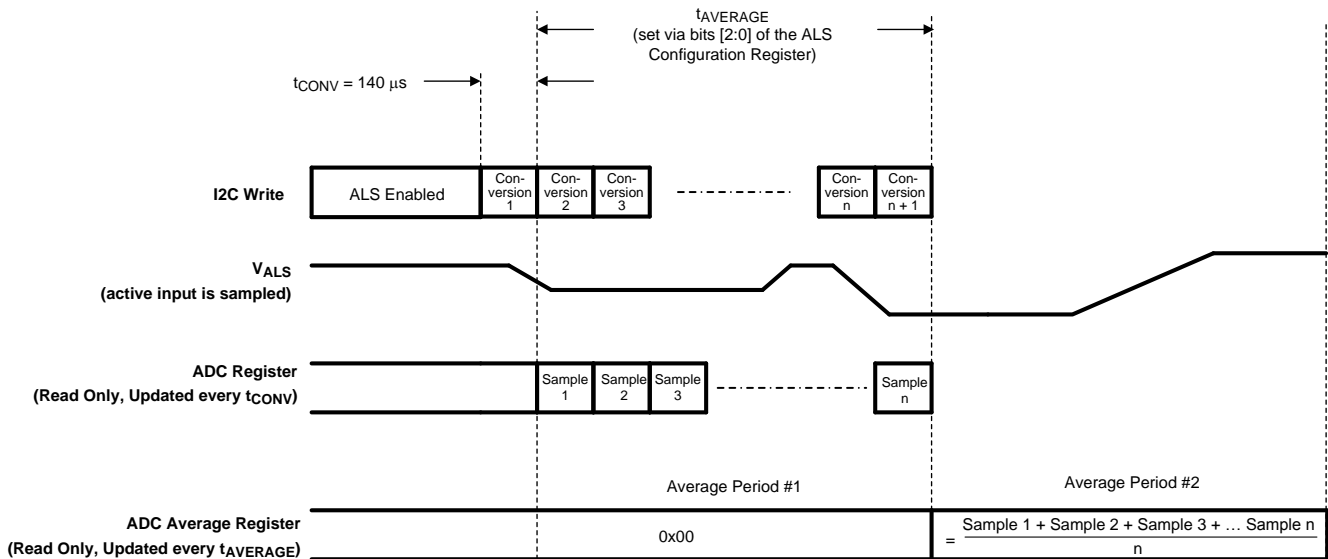 tAVERAGE
(set via bits [2:0] of the ALS
Configuration Register)
tCONV = 140 μs
I2C Write
ALS Enabled
Con-
version
1
Con-
version
2
Con-
version
3
Con-
version
n
Con-
version
n + 1
VALS
(active input is sampled)
ADC Register
(Read Only, Updated every tCONV)
Sample
1
Sample
2
Sample
3
Sample
n
Average Period #1
Average Period #2
ADC Average Register
(Read Only, Updated every tAVERAGE)
0x00
= Sample 1 + Sample 2 + Sample 3 + ... Sample n
n